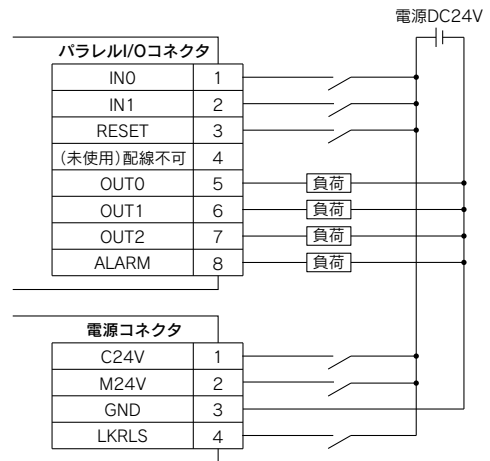 電源DC24V
パラレルI/Oコネクタ
IN0 1
IN1 2
RESET 3
(未使用)配線不可 4
OUT0 5 負荷
OUT1 6 負荷
OUT2 7 負荷
ALARM 8 負荷
電源コネクタ
C24V 1
M24V 2
GND 3
LKRLS 4